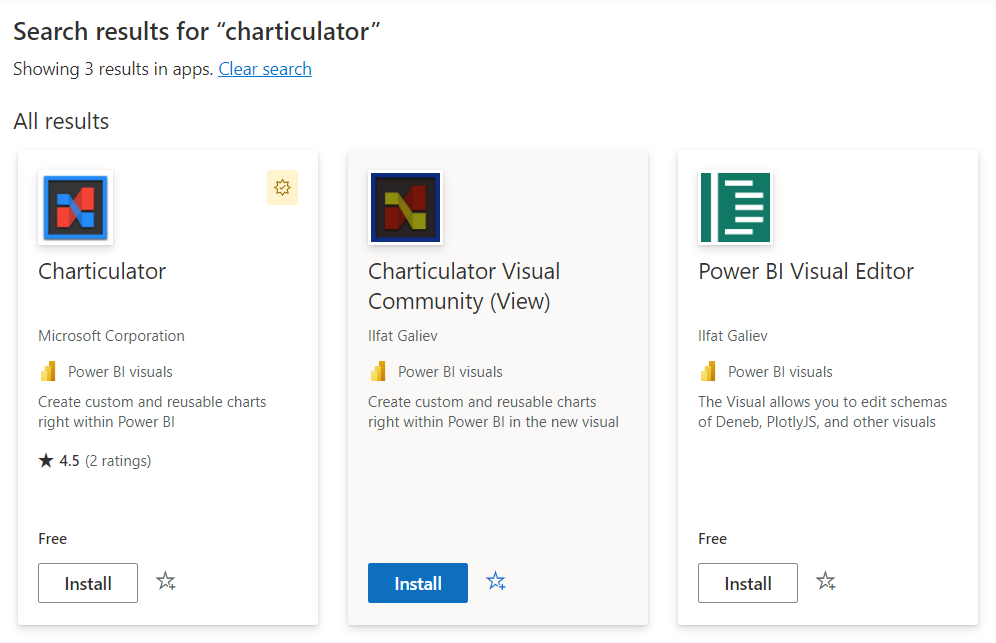 Search results for “charticulator”
Showing 3 results in apps. Clear search
All results
Charticulator
Microsoft Corporation
Power BI visuals
Create custom and reusable charts
right within Power BI
4.5 (2 ratings)
Free
Install
Charticulator Visual
Community (View)
Ilfat Galiev
Power BI visuals
Create custom and reusable charts
right within Power BI in the new visual
Install
Power BI Visual Editor
Ilfat Galiev
Power BI visuals
The Visual allows you to edit schemas
of Deneb, PlotlyJS, and other visuals
Free
Install